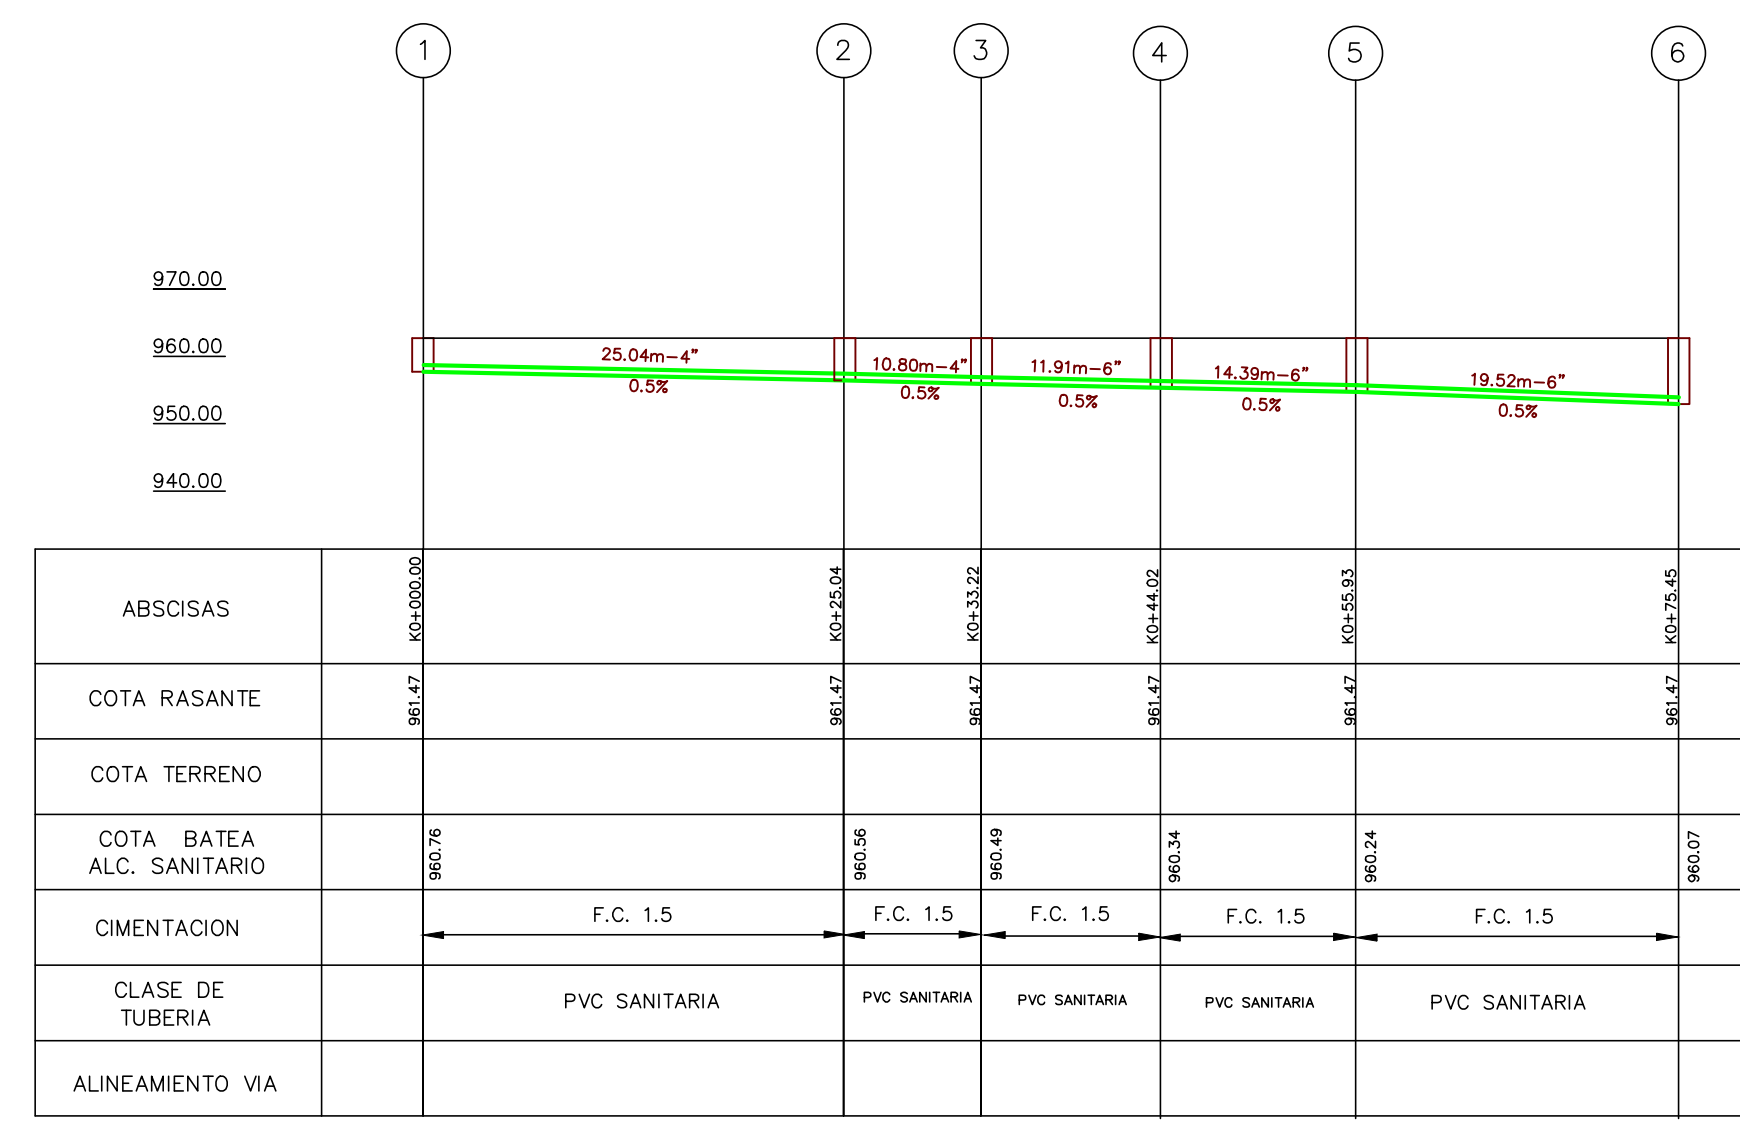 1
2
3
4
5
6
970.00
960.00
950.00
940.00
25.04m-4"
0.5%
10.80m-4"
0.5%
11.91m-6"
0.5%
14.39m-6"
0.5%
19.52m-6"
0.5%
ABSCISAS
K0+000.00
K0+25.04
K0+33.22
K0+44.02
K0+55.93
K0+75.45
COTA RASANTE
961.47
961.47
961.47
961.47
961.47
961.47
COTA TERRENO
COTA BATEA
ALC. SANITARIO
960.76
960.56
960.49
960.34
960.24
960.07
CIMENTACION
F.C. 1.5
F.C. 1.5
F.C. 1.5
F.C. 1.5
F.C. 1.5
CLASE DE
TUBERIA
PVC SANITARIA
PVC SANITARIA
PVC SANITARIA
PVC SANITARIA
PVC SANITARIA
ALINEAMIENTO VIA